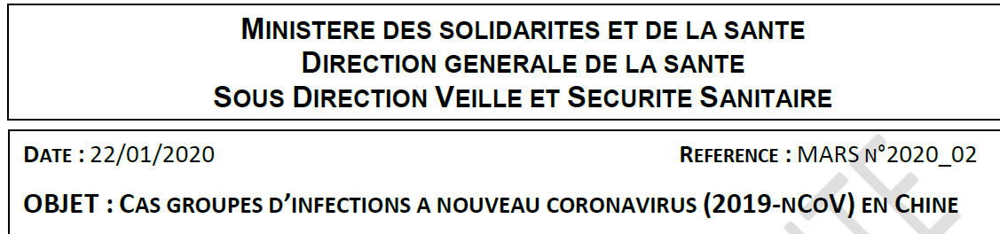 MINISTERE DES SOLIDARITES ET DE LA SANTE
DIRECTION GENERALE DE LA SANTE
SOUS DIRECTION VEILLE ET SECURITE SANITAIRE
DATE : 22/01/2020 REFERENCE : MARS N°2020_02
OBJET : CAS GROUPES D’INFECTIONS A NOUVEAU CORONAVIRUS (2019-NCOV) EN CHINE